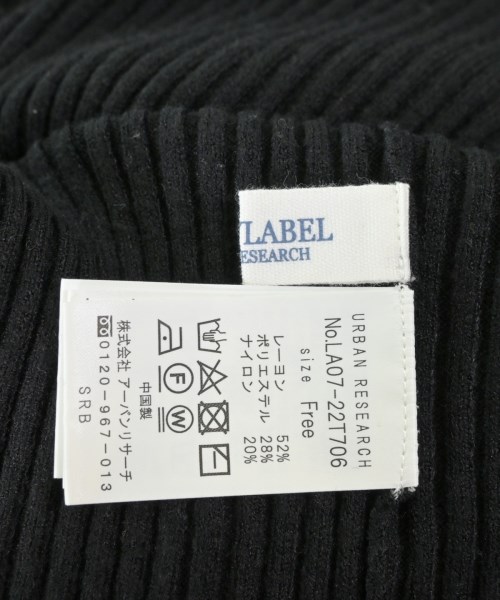 LABEL
ESEARCH
URBAN RESEARCH
No.LA07-22T706
size Free
レーヨン 52%
ポリエステル 28%
ナイロン 20%
F
W
中国製
株式会社 アーバンリサーチ
0120-967-013
SRB